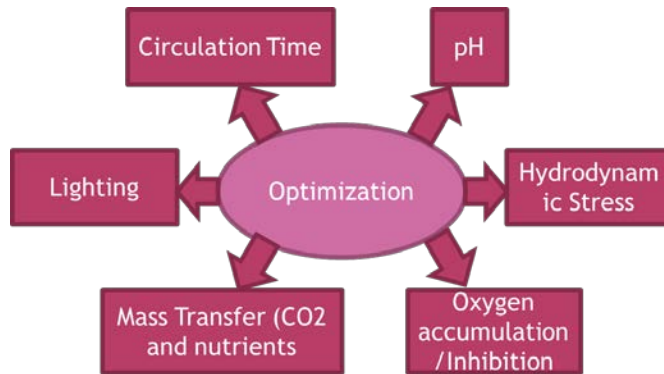 Circulation Time
pH
Lighting
Optimization
Hydrodynam
ic Stress
Mass Transfer (CO2
and nutrients
Oxygen
accumulation
/Inhibition